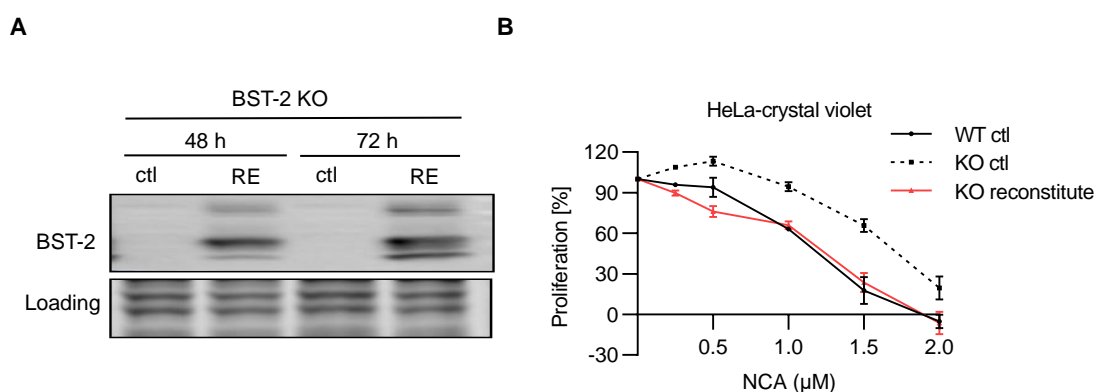 A
BST-2 KO
48 h 72 h
ctl RE ctl RE
BST-2
Loading
B
HeLa-crystal violet
WT ctl
KO ctl
KO reconstitute
Proliferation [%]
120
90
60
30
0
-30
0.5 1.0 1.5 2.0
NCA (μM)